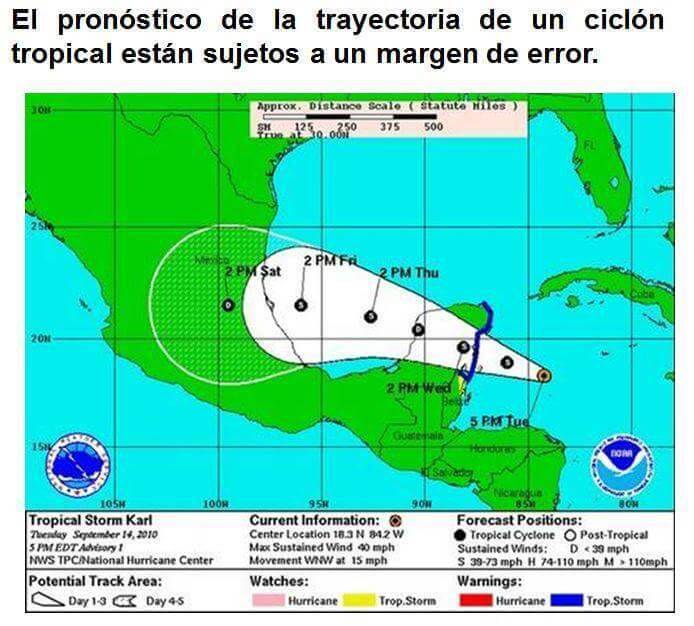 El pronóstico de la trayectoria de un ciclón
tropical están sujetos a un margen de error.
Approx. Distance Scale ( Statute Miles )
SM 125 250 375 500
True at 30.00N
30N
FL
25N
Mexico
2 PM Sat
2 PM Fri
2 PM Thu
Cuba
20N
2 PM Wed
Belize
5 PM Tue
Guatemala
Honduras
15N
El Salvador
NOAA
Nicaragua
105W 100W 95W 90W 80W
Tropical Storm Karl
Tuesday September 14, 2010
5 PM EDT Advisory 1
NWS TPC/National Hurricane Center
Current Information:
Center Location 18.3 N 84.2 W
Max Sustained Wind 40 mph
Movement WNW at 15 mph
Forecast Positions:
Tropical Cyclone Post-Tropical
Sustained Winds: D < 39 mph
S 39-73 mph H 74-110 mph M > 110mph
Potential Track Area:
Day 1-3 Day 4-5
Watches:
Hurricane Trop.Storm
Warnings:
Hurricane Trop.Storm